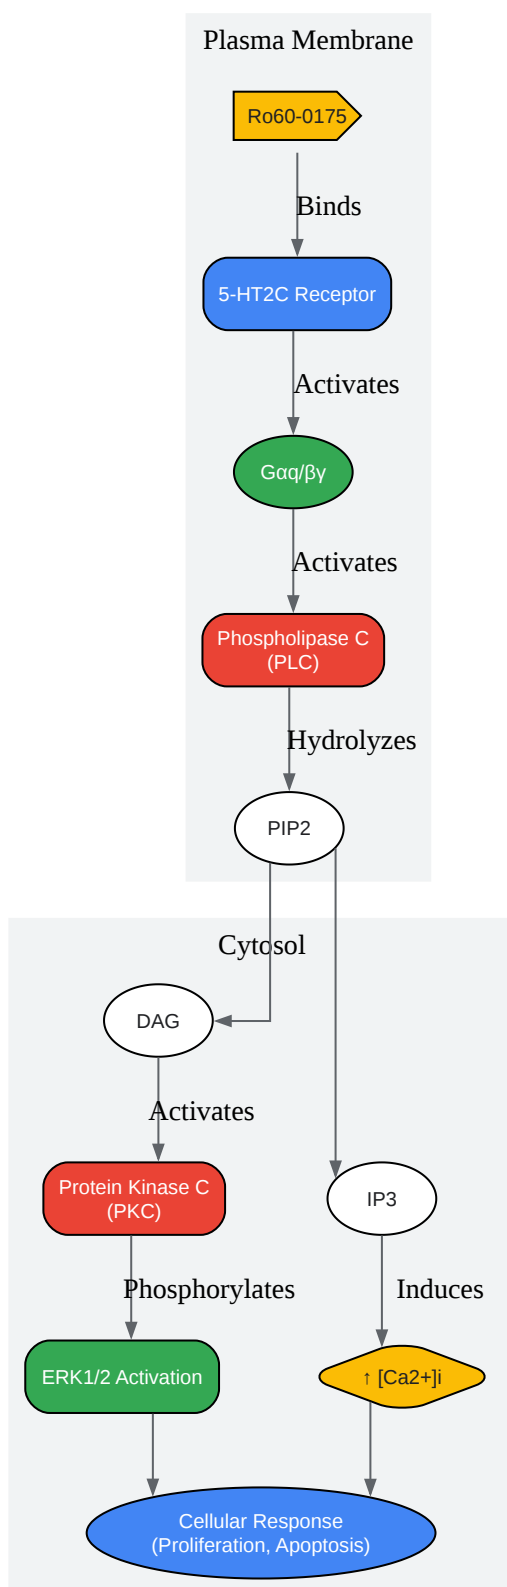 Plasma Membrane
Ro60-0175
Binds
5-HT2C Receptor
Activates
Gαq/βγ
Activates
Phospholipase C
(PLC)
Hydrolyzes
PIP2
Cytosol
DAG
Activates
Protein Kinase C
(PKC)
IP3
Phosphorylates
Induces
ERK1/2 Activation
↑ [Ca2+]i
Cellular Response
(Proliferation, Apoptosis)